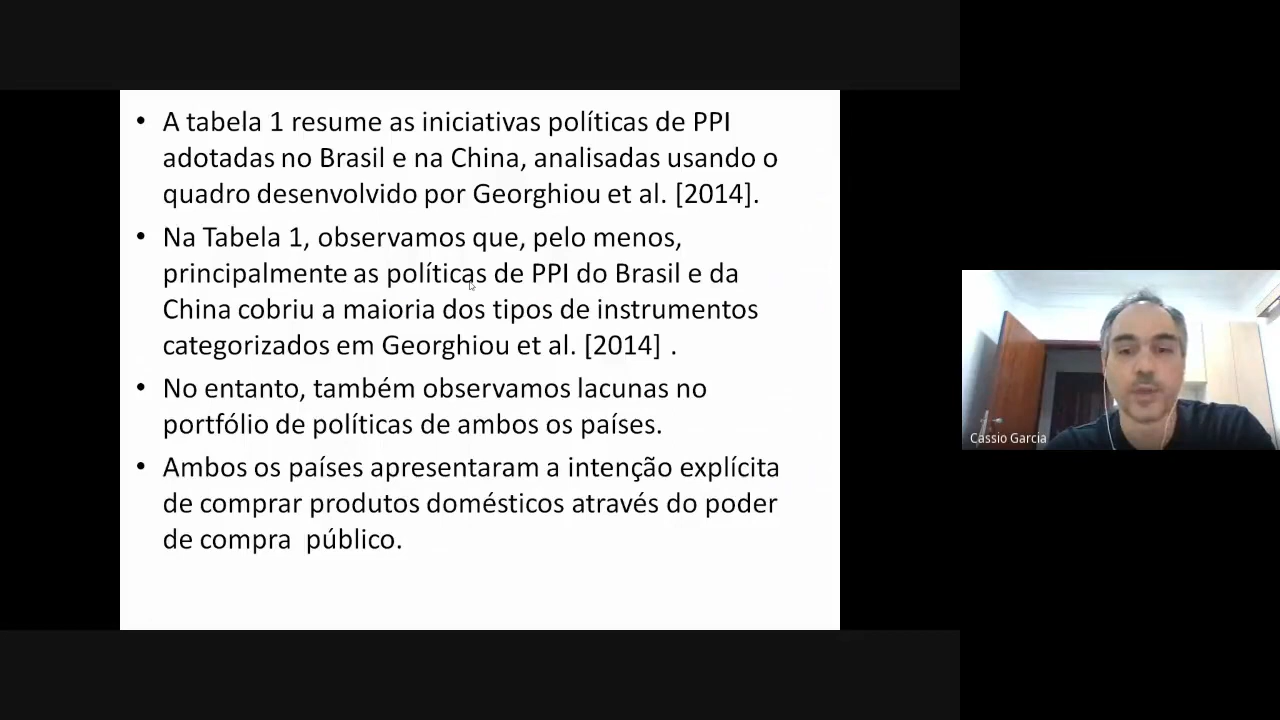 • A tabela 1 resume as iniciativas políticas de PPI
adotadas no Brasil e na China, analisadas usando o
quadro desenvolvido por Georghiou et al. [2014].
• Na Tabela 1, observamos que, pelo menos,
principalmente as políticas de PPI do Brasil e da
China cobriu a maioria dos tipos de instrumentos
categorizados em Georghiou et al. [2014] .
• No entanto, também observamos lacunas no
portfólio de políticas de ambos os países.
• Ambos os países apresentaram a intenção explícita
de comprar produtos domésticos através do poder
de compra  público.
Cassio Garcia